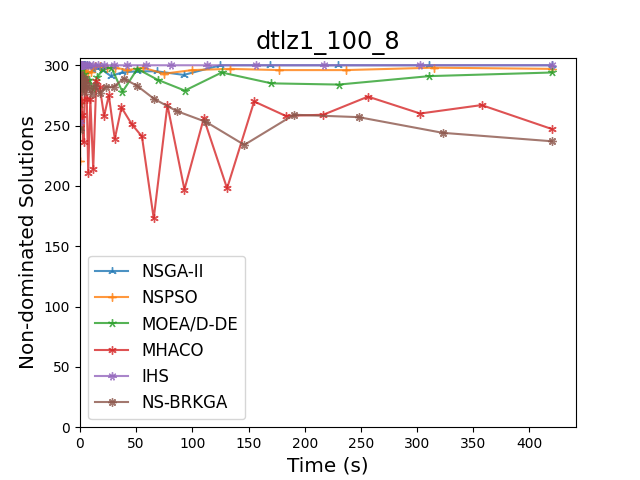 dtlz1_100_8
Non-dominated Solutions
300
250
200
150
100
50
0
NSGA-II
NSPSO
MOEA/D-DE
MHACO
IHS
NS-BRKGA
0 50 100 150 200 250 300 350 400
Time (s)